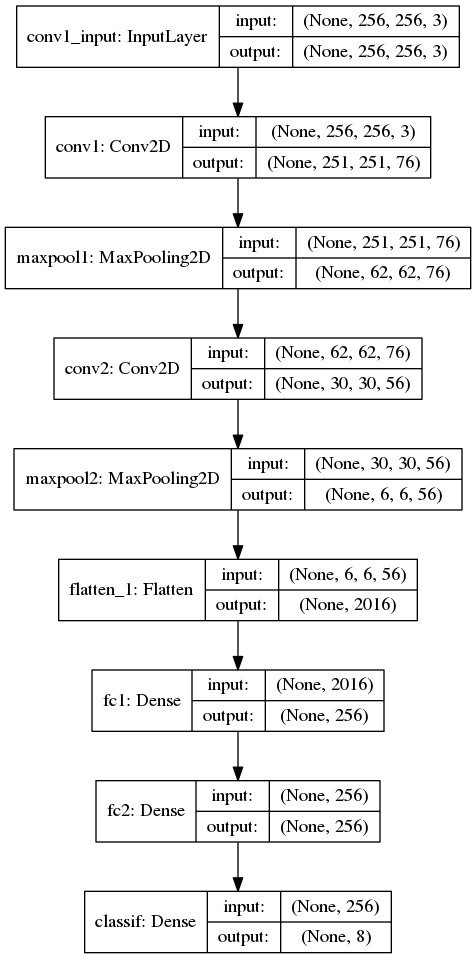 conv1_input: InputLayer input: (None, 256, 256, 3)
output: (None, 256, 256, 3)
conv1: Conv2D input: (None, 256, 256, 3)
output: (None, 251, 251, 76)
maxpool1: MaxPooling2D input: (None, 251, 251, 76)
output: (None, 62, 62, 76)
conv2: Conv2D input: (None, 62, 62, 76)
output: (None, 30, 30, 56)
maxpool2: MaxPooling2D input: (None, 30, 30, 56)
output: (None, 6, 6, 56)
flatten_1: Flatten input: (None, 6, 6, 56)
output: (None, 2016)
fc1: Dense input: (None, 2016)
output: (None, 256)
fc2: Dense input: (None, 256)
output: (None, 256)
classif: Dense input: (None, 256)
output: (None, 8)